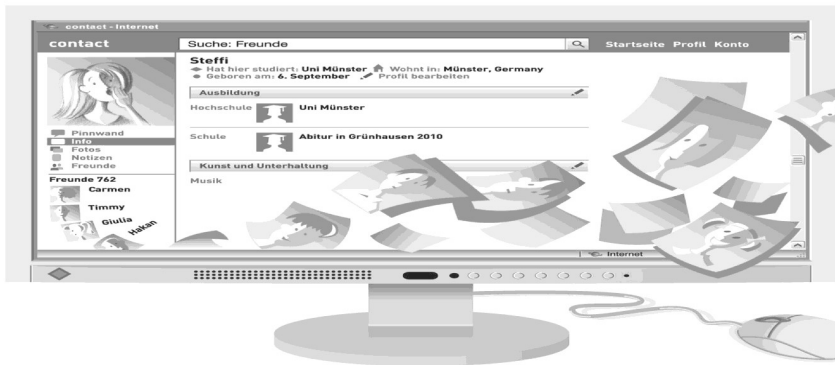 contact - Internet
contact
Suche: Freunde
Startseite Profil Konto
Steffi
Hat hier studiert: Uni Münster Wohnt in: Münster, Germany
Geboren am: 6. September Profil bearbeiten
Ausbildung
Hochschule Uni Münster
Schule Abitur in Grünhausen 2010
Kunst und Unterhaltung
Musik
Pinnwand
Info
Fotos
Notizen
Freunde
Freunde 762
Carmen
Timmy
Giulia
Hakan
Internet